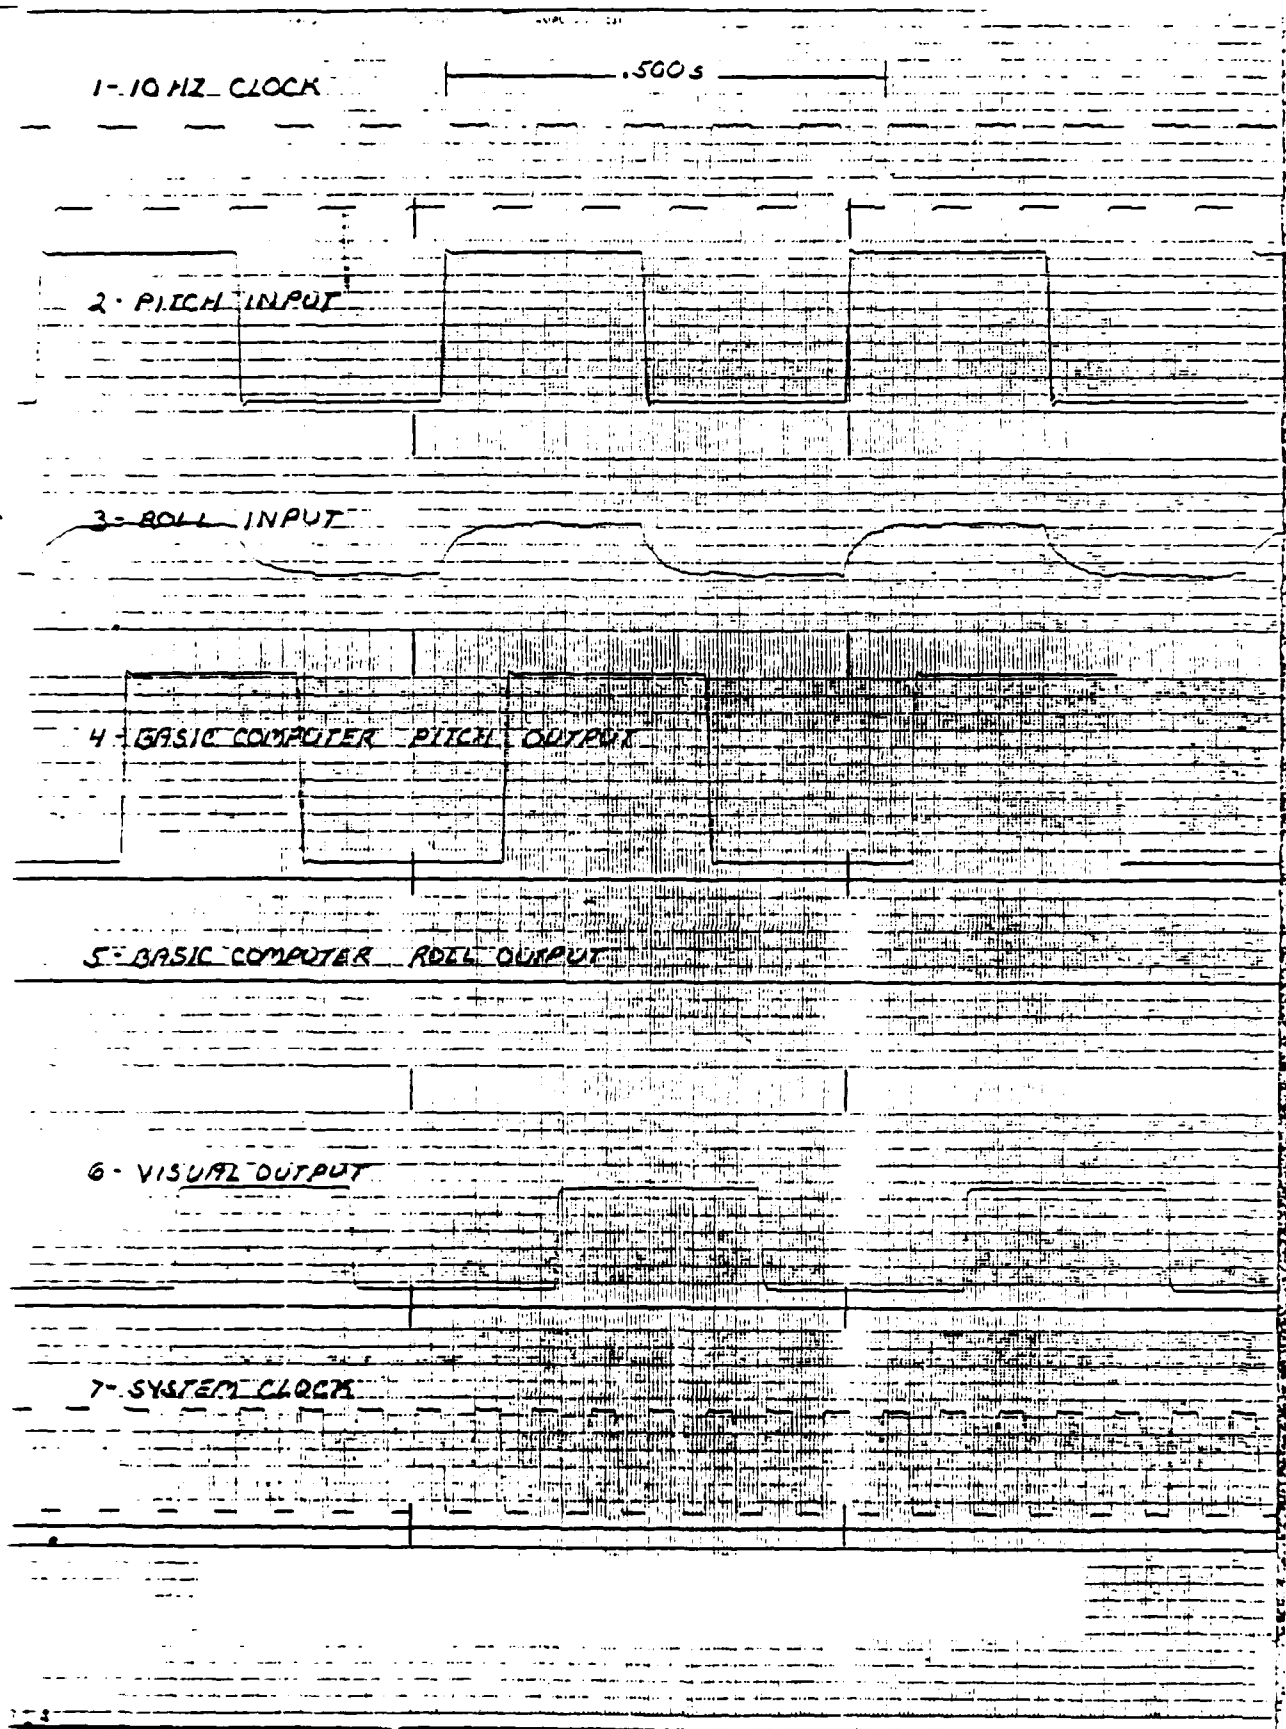 .500 s
1- 10 HZ CLOCK
2- PITCH INPUT
3- ROLL INPUT
4- BASIC COMPUTER PITCH OUTPUT
5- BASIC COMPUTER ROLL OUTPUT
6- VISUAL OUTPUT
7- SYSTEM CLOCK